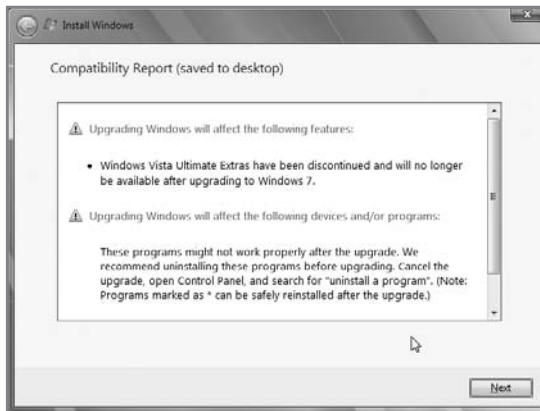 Install Windows
Compatibility Report (saved to desktop)
Upgrading Windows will affect the following features:
• Windows Vista Ultimate Extras have been discontinued and will no longer
be available after upgrading to Windows 7.
Upgrading Windows will affect the following devices and/or programs:
These programs might not work properly after the upgrade. We
recommend uninstalling these programs before upgrading. Cancel the
upgrade, open Control Panel, and search for "uninstall a program". (Note:
Programs marked as * can be safely reinstalled after the upgrade.)
Next